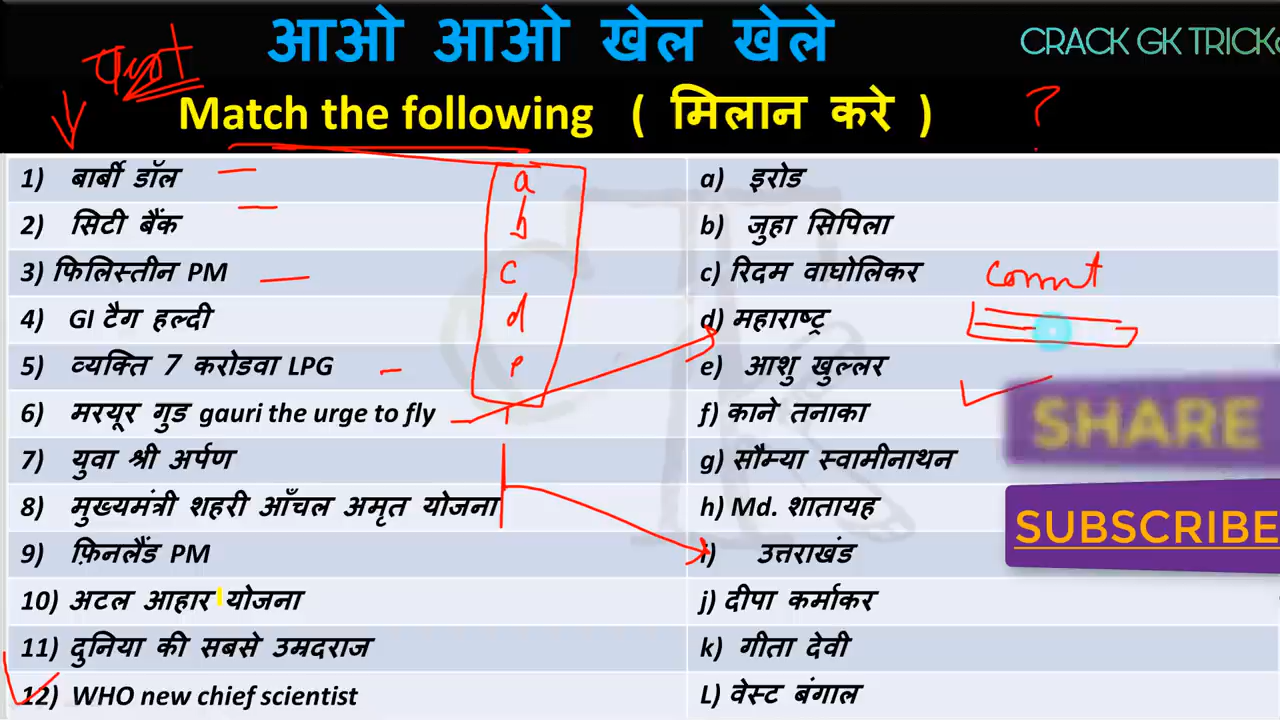 आओ आओ खेल खेले
CRACK GK TRICK
Match the following ( मिलान करे ) ?
1) बार्बी डॉल a a) इरोड
2) सिटी बैंक b b) जुहा सिपिला
3) फिलिस्तीन PM c c) रिदम वाघोलिकर
4) GI टैग हल्दी d d) महाराष्ट्र
5) व्यक्ति 7 करोडवा LPG e e) आशु खुल्लर
6) मरयूर गुड gauri the urge to fly f) काने तनाका
7) युवा श्री अर्पण g) सौम्या स्वामीनाथन
8) मुख्यमंत्री शहरी आँचल अमृत योजना h) Md. शातायह
9) फ़िनलैंड PM i) उत्तराखंड
10) अटल आहार योजना j) दीपा कर्माकर
11) दुनिया की सबसे उम्रदराज k) गीता देवी
12) WHO new chief scientist L) वेस्ट बंगाल
SHARE
SUBSCRIBE